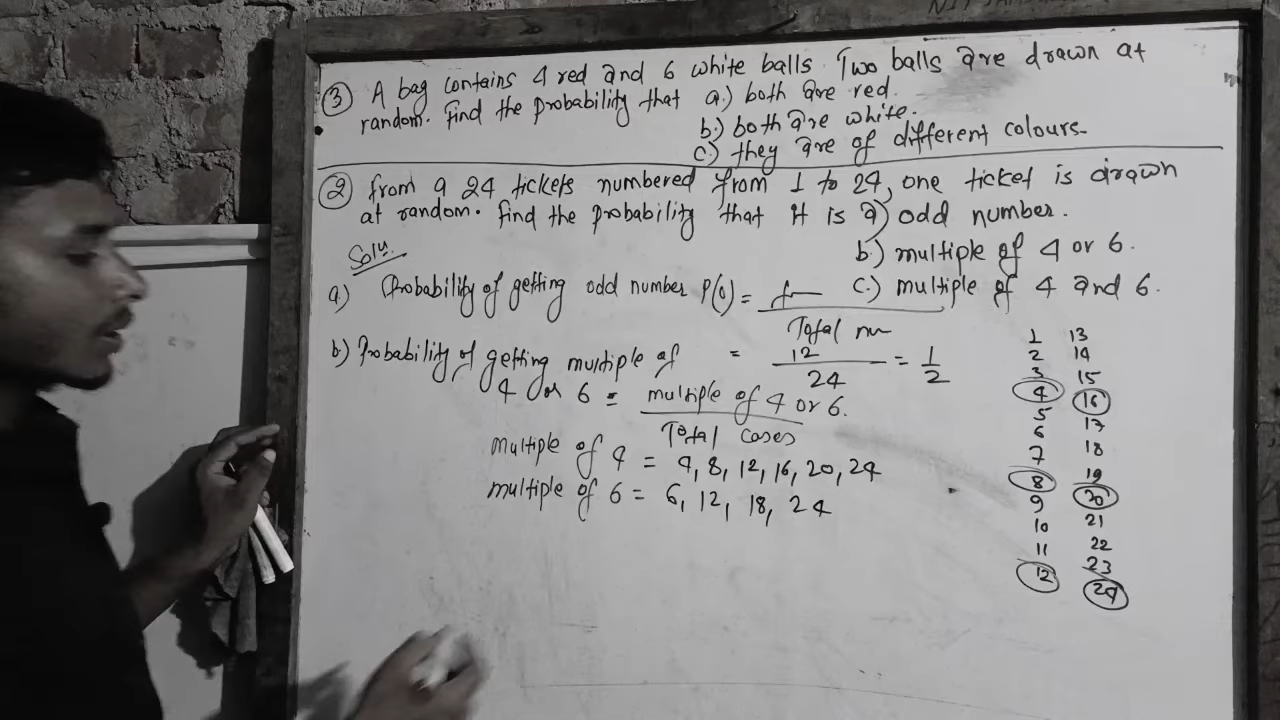 ③ A bag contains 4 red and 6 white balls. Two balls are drawn at
random. Find the probability that a.) both are red.
b.) both are white.
c.) they are of different colours.
② from a 24 tickets numbered from 1 to 24, one ticket is drawn
at random. find the probability that it is a) odd number.
b.) multiple of 4 or 6.
c.) multiple of 4 and 6.
Solu.
a) Probability of getting odd number P(0) = f
Total nu
= 12/24 = 1/2
b) Probability of getting multiple of
4 or 6 = multiple of 4 or 6.
Total cases
multiple of 4 = 4, 8, 12, 16, 20, 24
multiple of 6 = 6, 12, 18, 24
1 13
2 14
3 15
4 16
5 17
6 18
7 19
8 20
9 21
10 22
11 23
12 24